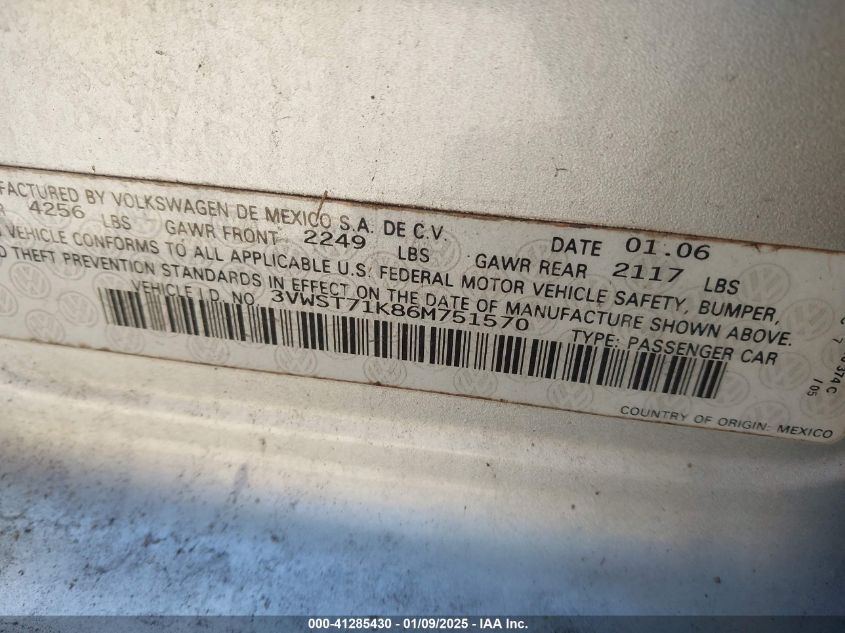 FACTURED BY VOLKSWAGEN DE MEXICO S.A. DE C.V. DATE 01.06
4256 LBS GAWR FRONT 2249 LBS GAWR REAR 2117 LBS
VEHICLE CONFORMS TO ALL APPLICABLE U.S. FEDERAL MOTOR VEHICLE SAFETY, BUMPER,
D THEFT PREVENTION STANDARDS IN EFFECT ON THE DATE OF MANUFACTURE SHOWN ABOVE.
VEHICLE I.D. NO. 3VWST71K86M751570 TYPE: PASSENGER CAR
COUNTRY OF ORIGIN: MEXICO
000-41285430 - 01/09/2025 - IAA Inc.